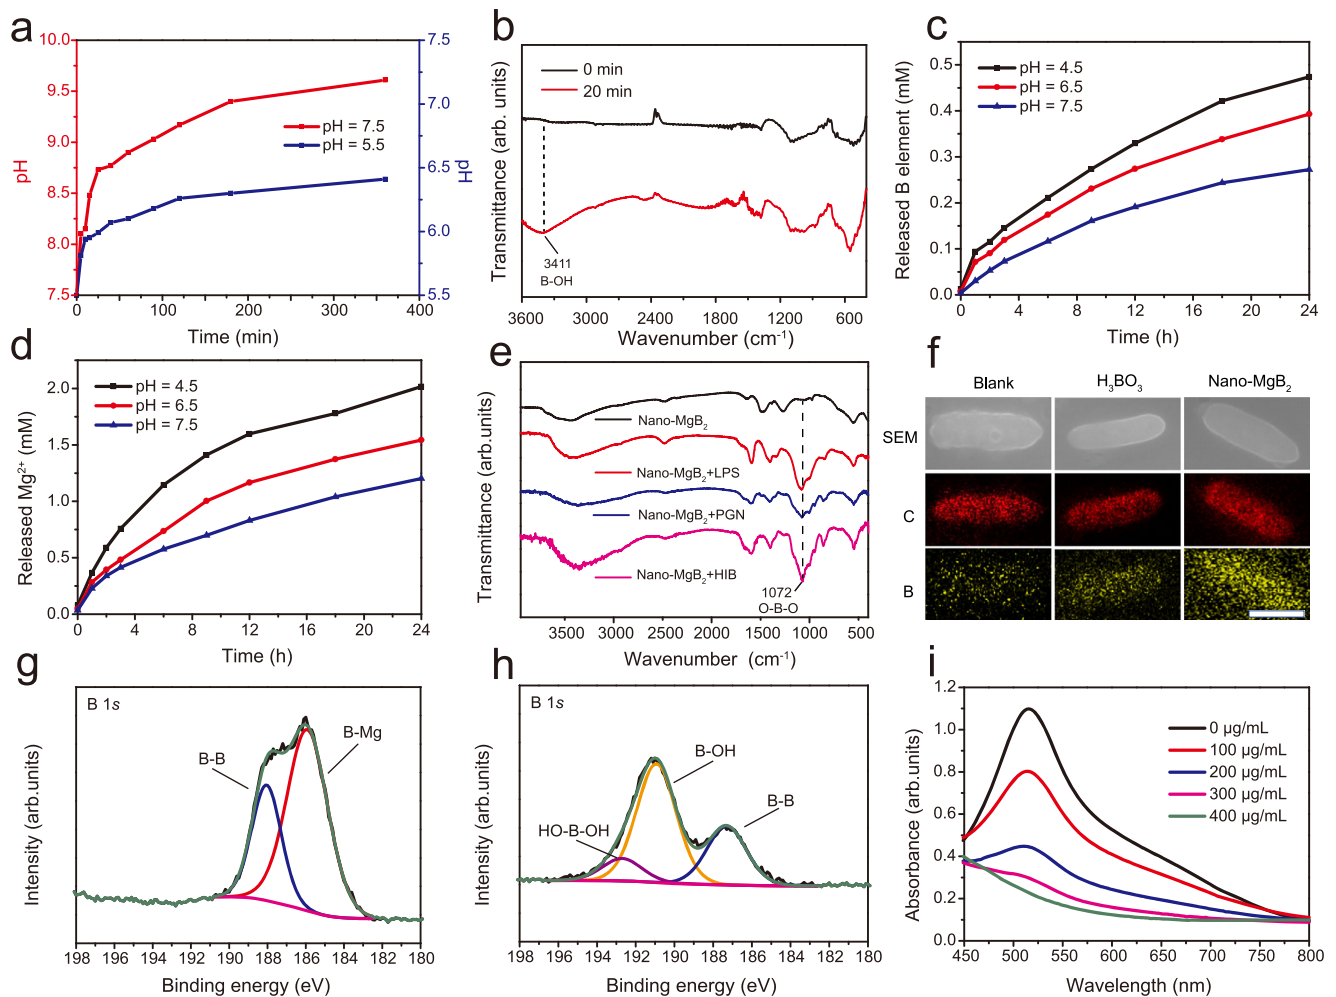 a
10.0
9.5
9.0
8.5
8.0
7.5
pH
7.5
7.0
6.5
6.0
5.5
pH
pH = 7.5
pH = 5.5
0 50 100 150 200 250 300 350 400
Time (min)
b
Transmittance (arb. units)
0 min
20 min
3411
B-OH
3600 3000 2400 1800 1200 600
Wavenumber (cm⁻¹)
c
Released B element (mM)
0.5
0.4
0.3
0.2
0.1
0.0
pH = 4.5
pH = 6.5
pH = 7.5
0 4 8 12 16 20 24
Time (h)
d
Released Mg²⁺ (mM)
2.0
1.5
1.0
0.5
0.0
pH = 4.5
pH = 6.5
pH = 7.5
0 4 8 12 16 20 24
Time (h)
e
Transmittance (arb.units)
Nano-MgB₂
Nano-MgB₂+LPS
Nano-MgB₂+PGN
Nano-MgB₂+HIB
1072
O-B-O
3500 3000 2500 2000 1500 1000 500
Wavenumber (cm⁻¹)
f
Blank H₃BO₃ Nano-MgB₂
SEM
C
B
g
B 1s
Intensity (arb.units)
B-B
B-Mg
198 196 194 192 190 188 186 184 182 180
Binding energy (eV)
h
B 1s
Intensity (arb.units)
B-OH
B-B
HO-B-OH
198 196 194 192 190 188 186 184 182 180
Binding energy (eV)
i
Absorbance (arb.units)
1.2
1.0
0.8
0.6
0.4
0.2
0.0
0 µg/mL
100 µg/mL
200 µg/mL
300 µg/mL
400 µg/mL
450 500 550 600 650 700 750 800
Wavelength (nm)